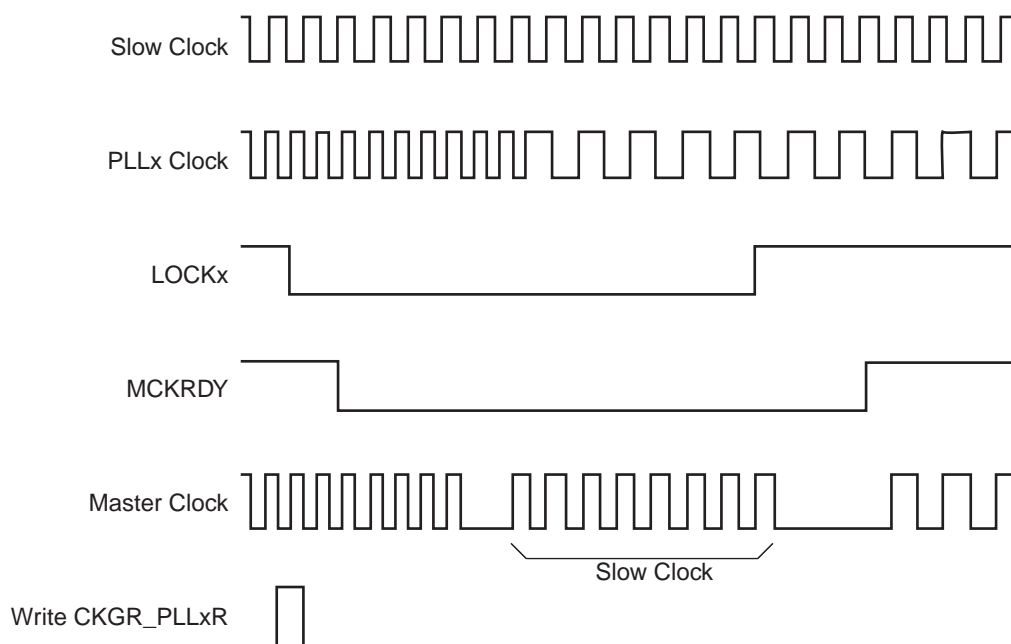 Slow Clock
PLLx Clock
LOCKx
MCKRDY
Master Clock
Slow Clock
Write CKGR_PLLxR